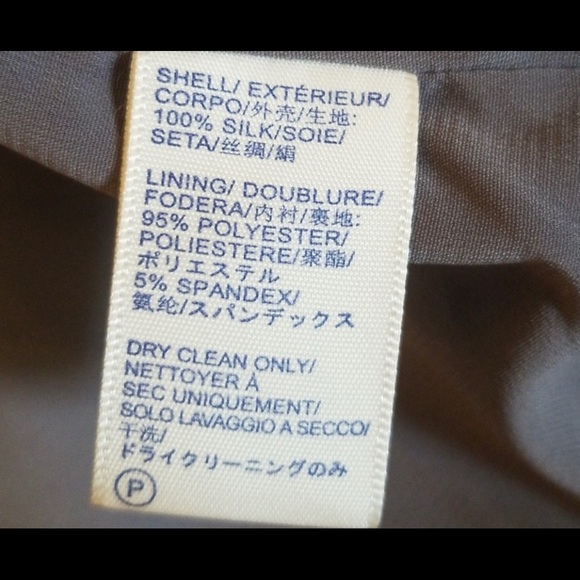 SHELL/ EXTÉRIEUR/
CORPO/外壳/生地:
100% SILK/SOIE/
SETA/丝绸/絹
LINING/ DOUBLURE/
FODERA/内衬/裏地:
95% POLYESTER/
POLIESTERE/聚酯/
ポリエステル
5% SPANDEX/
氨纶/スパンデックス
DRY CLEAN ONLY/
NETTOYER À
SEC UNIQUEMENT/
SOLO LAVAGGIO A SECCO/
干洗/
ドライクリーニングのみ
P